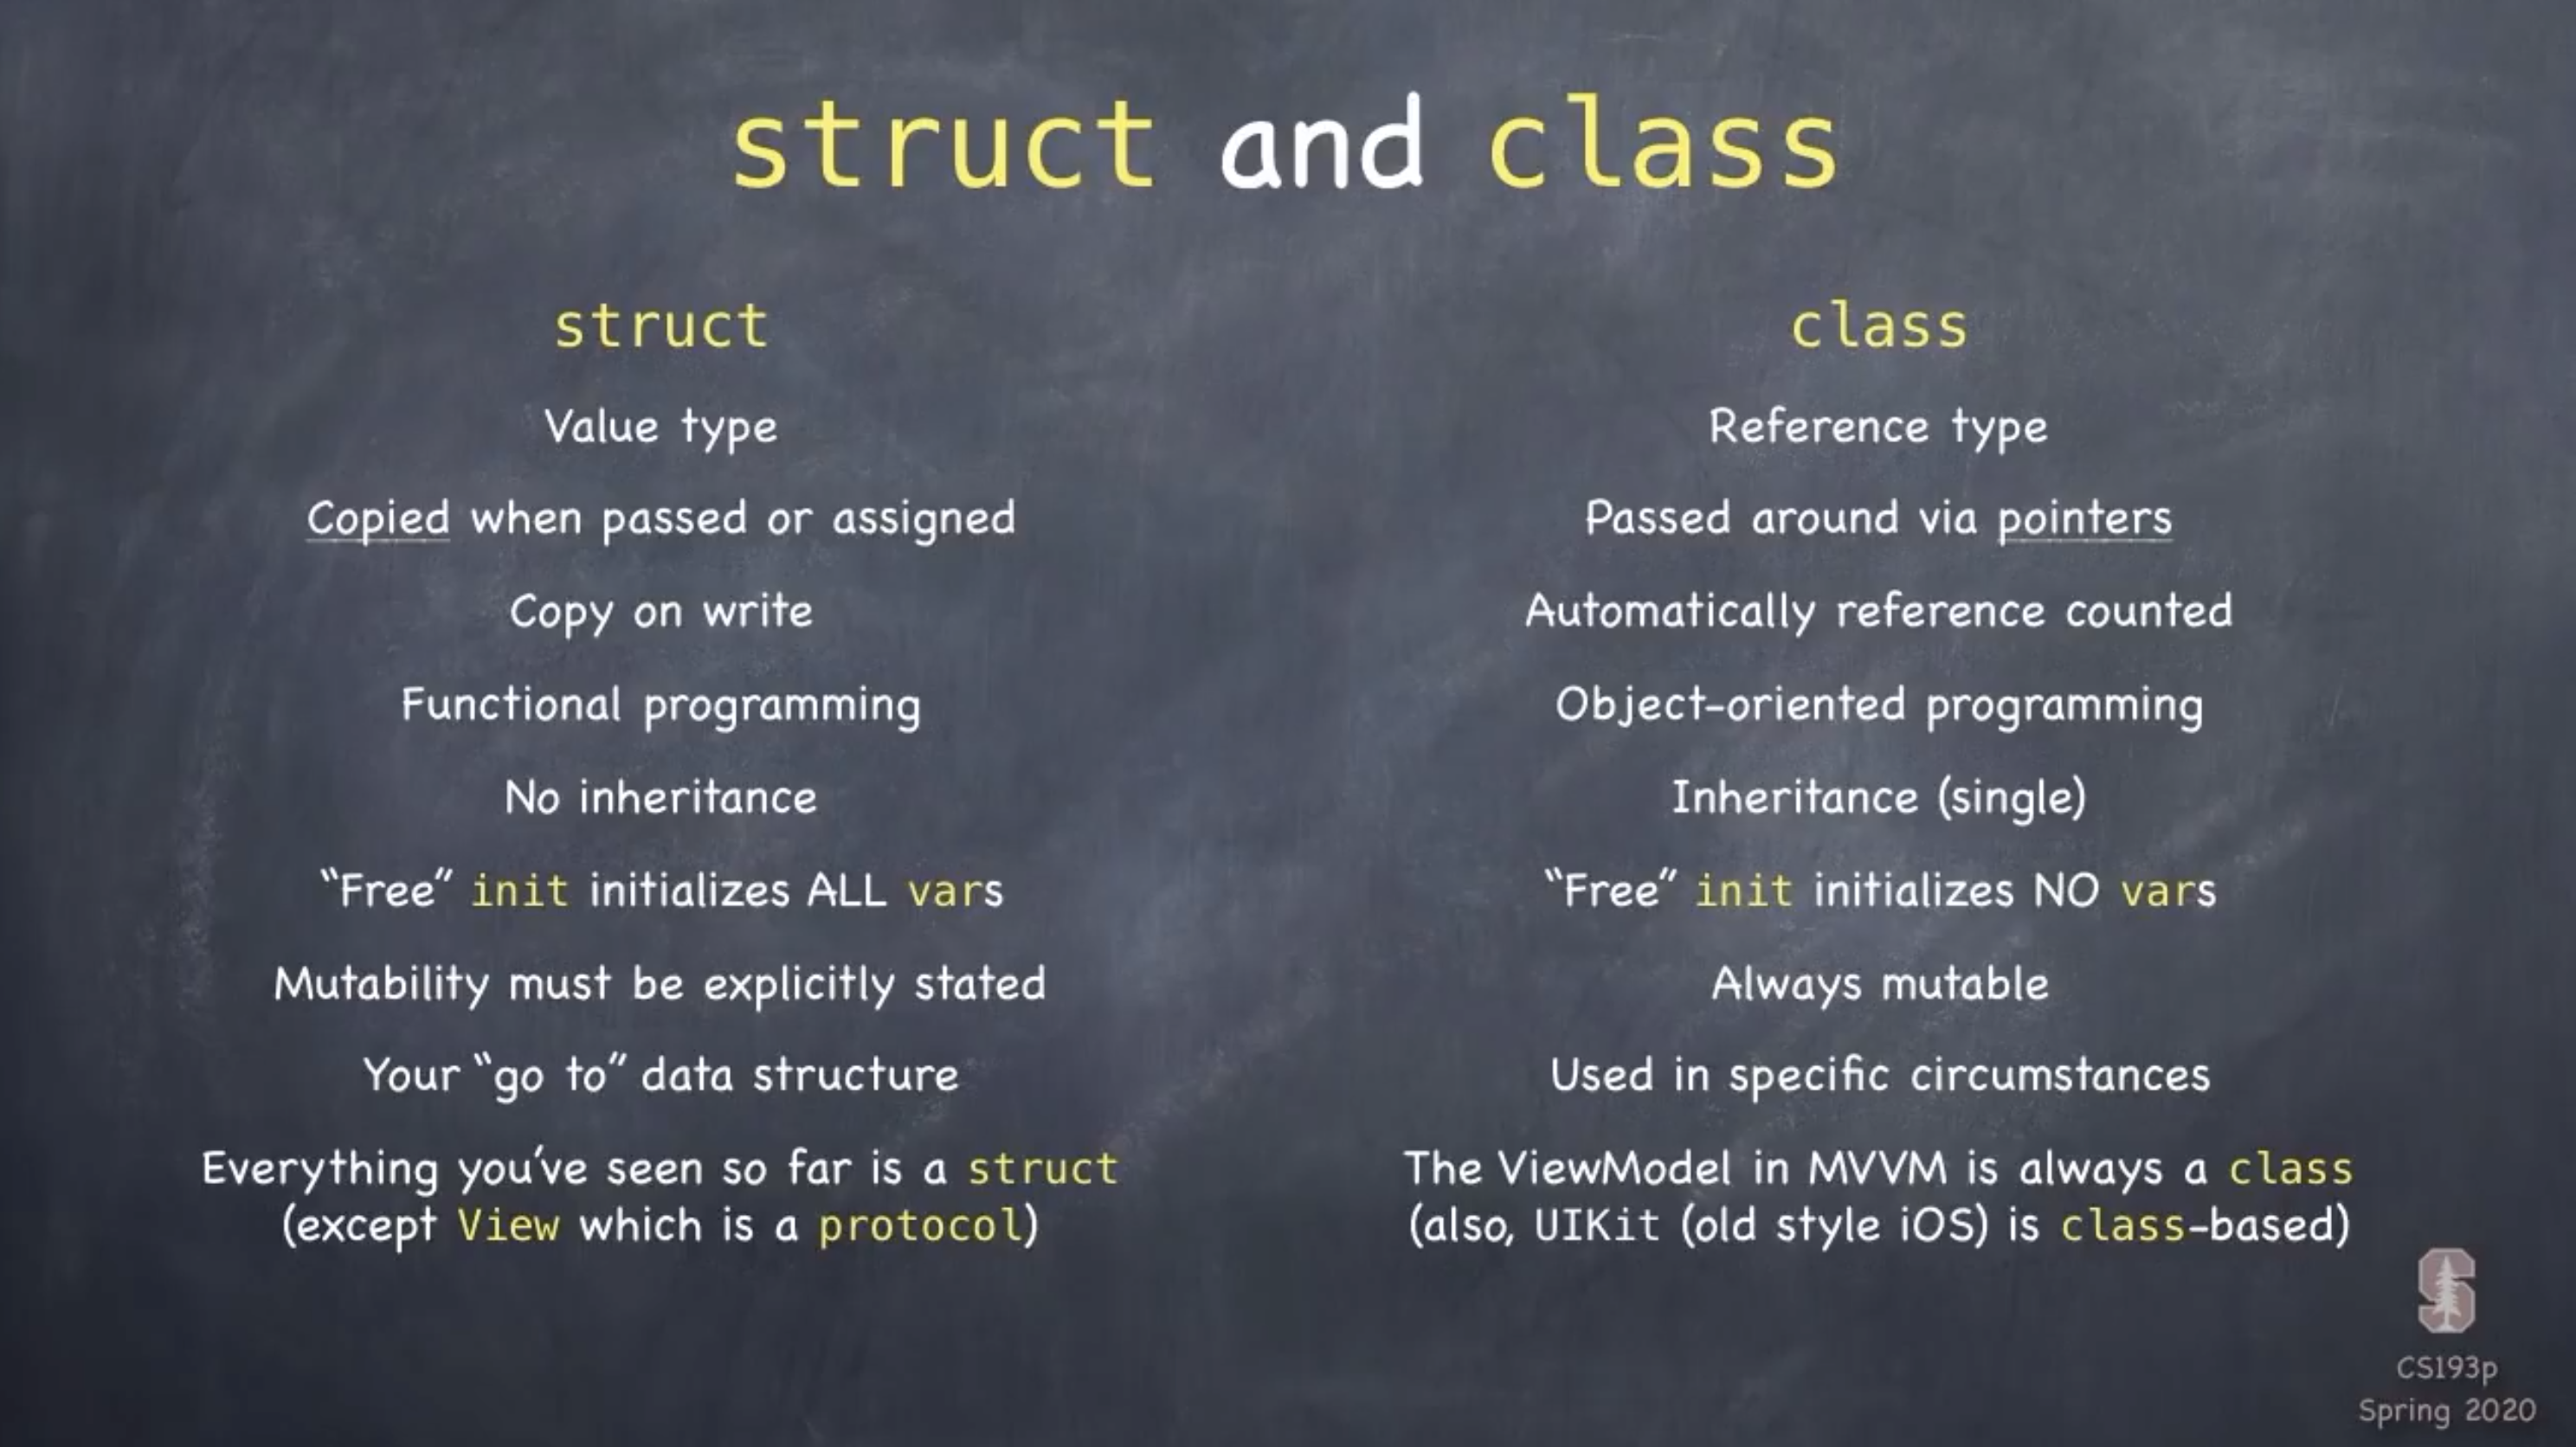 struct and class
struct
Value type
Copied when passed or assigned
Copy on write
Functional programming
No inheritance
“Free” init initializes ALL vars
Mutability must be explicitly stated
Your “go to” data structure
Everything you’ve seen so far is a struct
(except View which is a protocol)
class
Reference type
Passed around via pointers
Automatically reference counted
Object-oriented programming
Inheritance (single)
“Free” init initializes NO vars
Always mutable
Used in specific circumstances
The ViewModel in MVVM is always a class
(also, UIKit (old style iOS) is class-based)
S
CS193p
Spring 2020